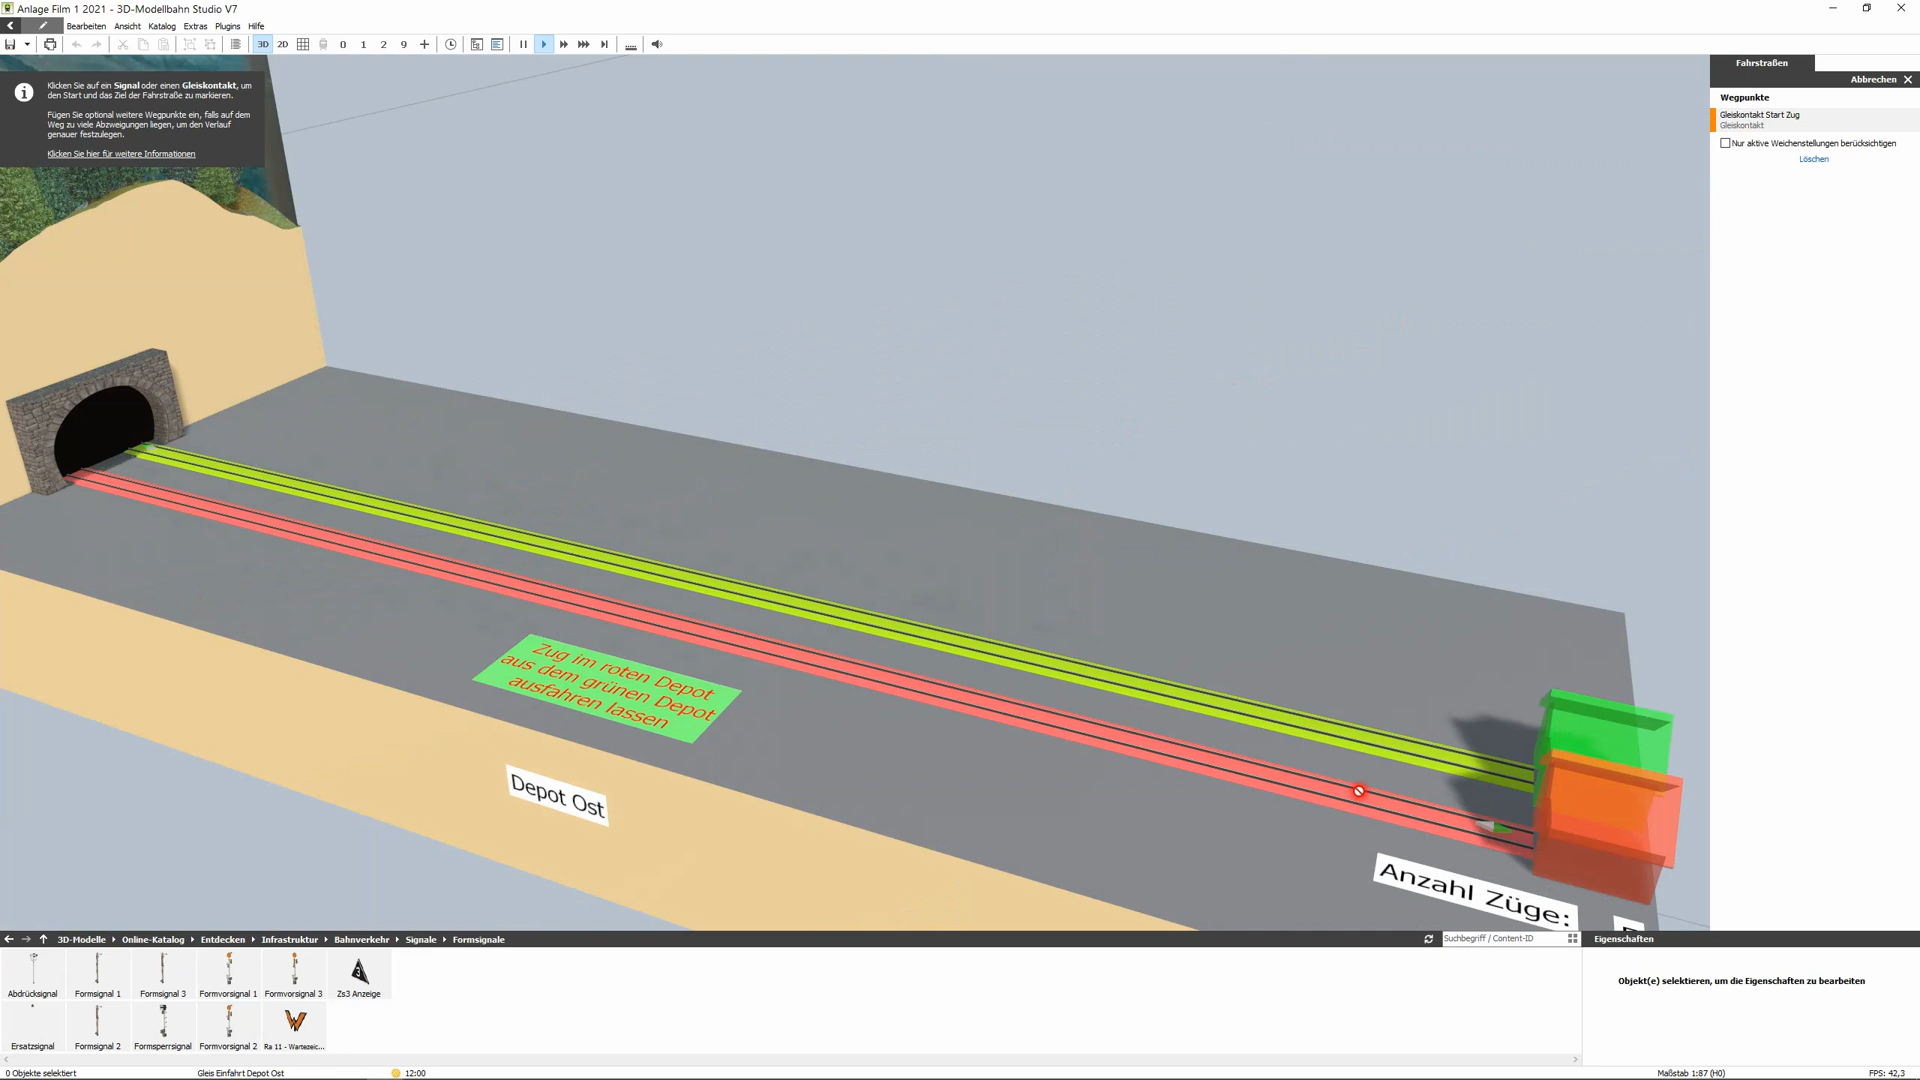 Anlage Film 1 2021 - 3D-Modellbahn Studio V7
Bearbeiten Ansicht Katalog Extras Plugins Hilfe
3D 2D 0 1 2 9
Klicken Sie auf ein Signal oder einen Gleiskontakt, um
den Start und das Ziel der Fahrstraße zu markieren.
Fügen Sie optional weitere Wegpunkte ein, falls auf dem
Weg zu viele Abzweigungen liegen, um den Verlauf
genauer festzulegen.
Klicken Sie hier für weitere Informationen
Fahrstraßen
Abbrechen
Wegpunkte
Gleiskontakt Start Zug
Gleiskontakt
Nur aktive Weichenstellungen berücksichtigen
Löschen
Zug im roten Depot
aus dem grünen Depot
ausfahren lassen
Depot Ost
Anzahl Züge:
3D-Modelle Online-Katalog Entdecken Infrastruktur Bahnverkehr Signale Formsignale
Suchbegriff / Content-ID
Eigenschaften
Abdrücksignal Formsignal 1 Formsignal 3 Formvorsignal 1 Formvorsignal 3 Zs3 Anzeige
Ersatzsignal Formsignal 2 Formsperrsignal Formvorsignal 2 Ra 11 - Wartezeic...
Objekt(e) selektieren, um die Eigenschaften zu bearbeiten
0 Objekte selektiert
Gleis Einfahrt Depot Ost
12:00
Maßstab 1:87 (H0)
FPS: 42,3